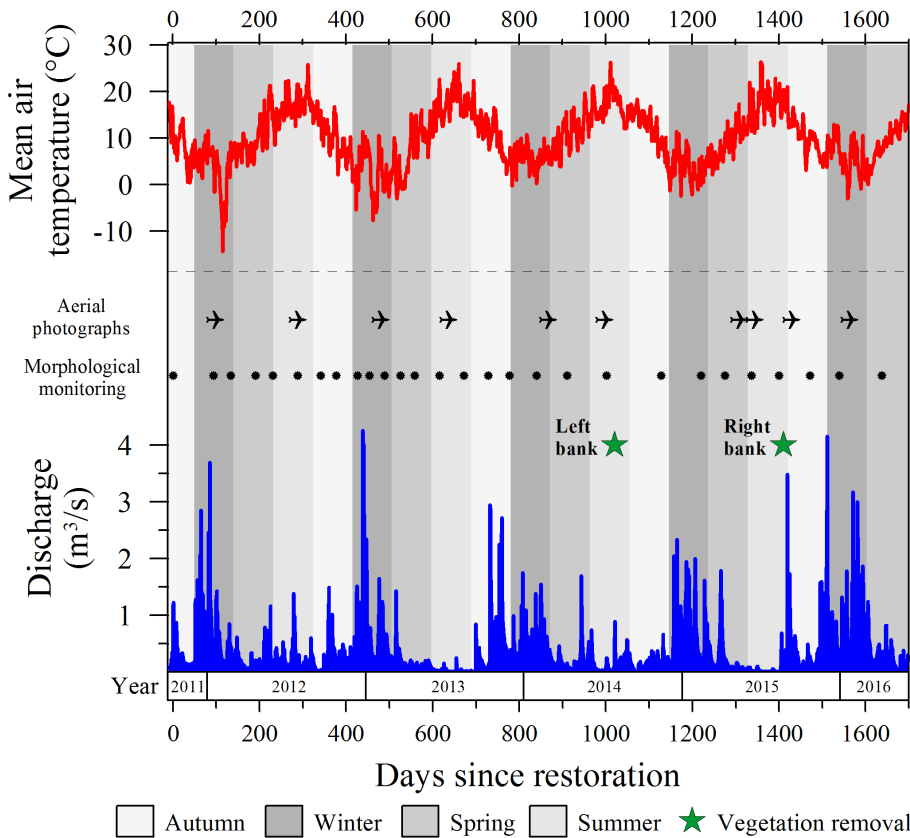 0 200 400 600 800 1000 1200 1400 1600
Mean air
temperature (°C)
30
20
10
0
-10
Aerial
photographs
Morphological
monitoring
Left
bank
Right
bank
Discharge
(m³/s)
4
3
2
1
Year 2011 2012 2013 2014 2015 2016
0 200 400 600 800 1000 1200 1400 1600
Days since restoration
Autumn Winter Spring Summer Vegetation removal